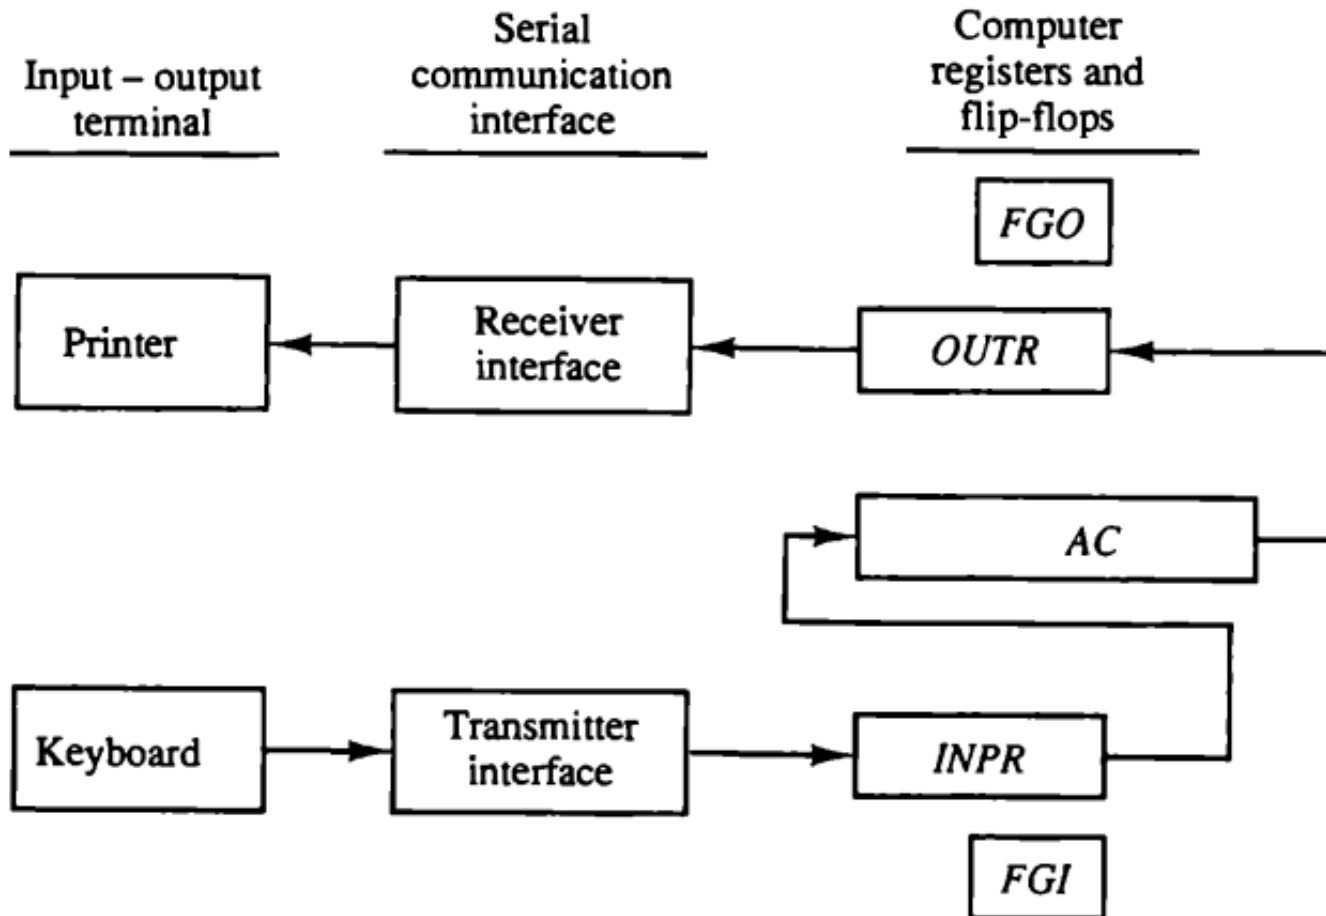 Input – output
terminal
Serial
communication
interface
Computer
registers and
flip-flops
FGO
Printer
Receiver
interface
OUTR
AC
Keyboard
Transmitter
interface
INPR
FGI